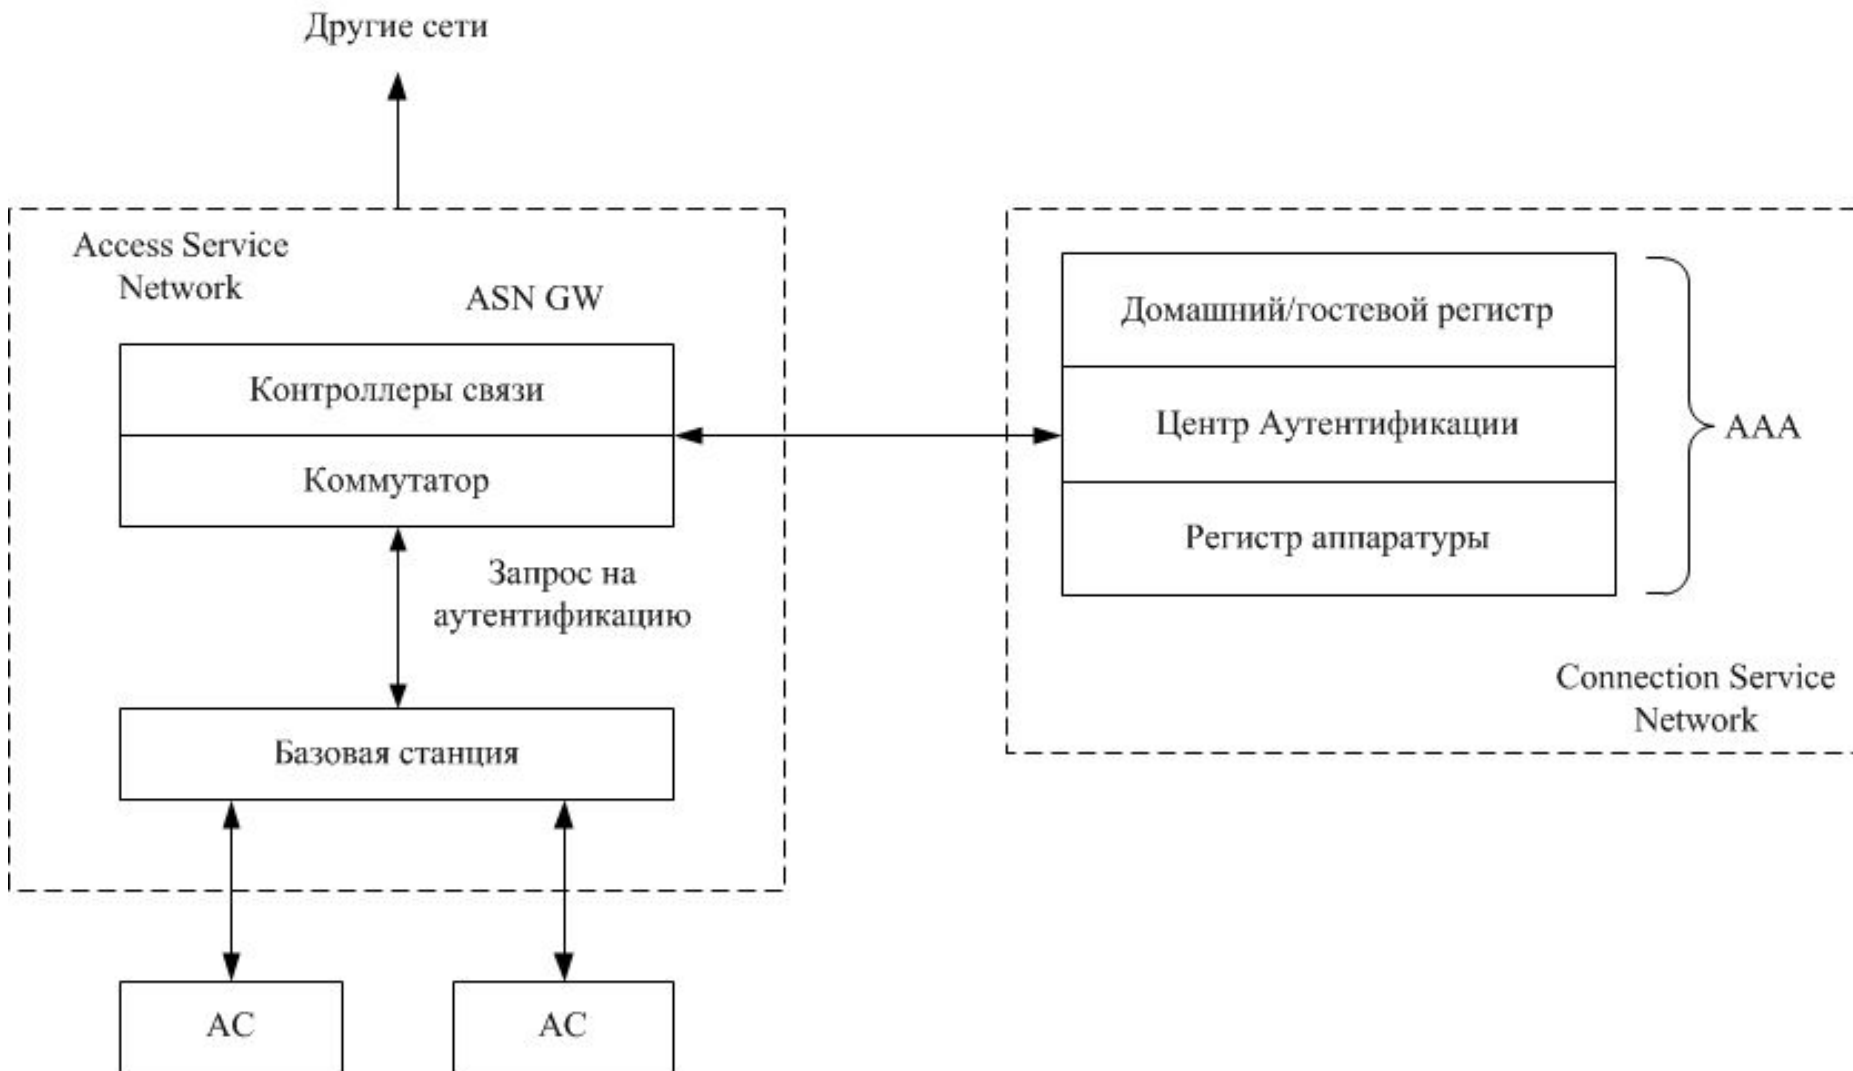 Другие сети
Access Service
Network
ASN GW
Контроллеры связи
Коммутатор
Запрос на
аутентификацию
Базовая станция
АС
АС
Домашний/гостевой регистр
Центр Аутентификации
Регистр аппаратуры
AAA
Connection Service
Network